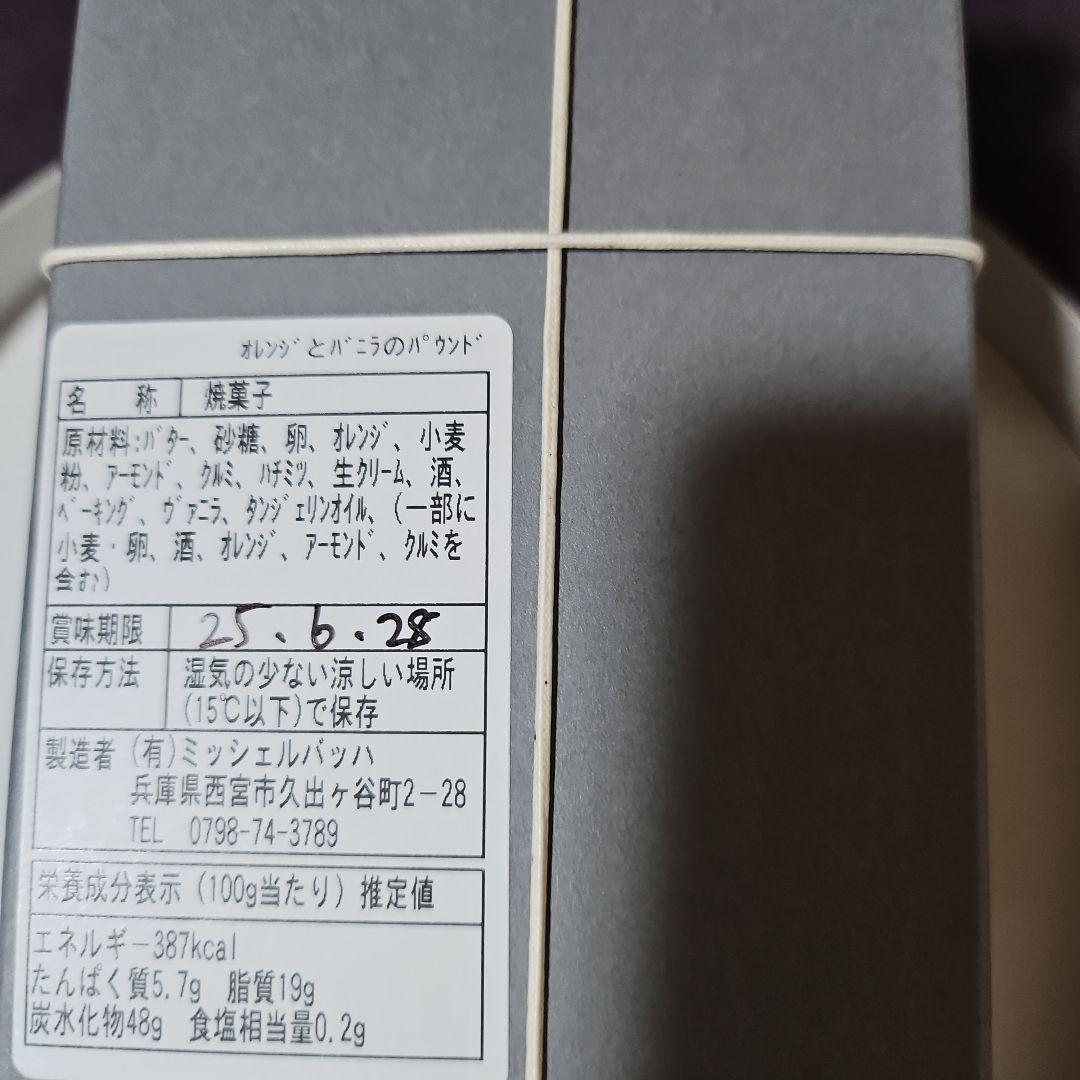 オレンジとバニラのパウンド
名 称 焼菓子
原材料:バター、砂糖、卵、オレンジ、小麦
粉、アーモンド、クルミ、ハチミツ、生クリーム、酒、
ベーキング、ヴァニラ、タンジェリンオイル、(一部に
小麦・卵、酒、オレンジ、アーモンド、クルミを
含む)
賞味期限 25.6.28
保存方法 湿気の少ない涼しい場所
(15℃以下)で保存
製造者 (有)ミッシェルバッハ
兵庫県西宮市久出ヶ谷町2-28
TEL 0798-74-3789
栄養成分表示(100g当たり)推定値
エネルギー387kcal
たんぱく質5.7g 脂質19g
炭水化物48g 食塩相当量0.2g